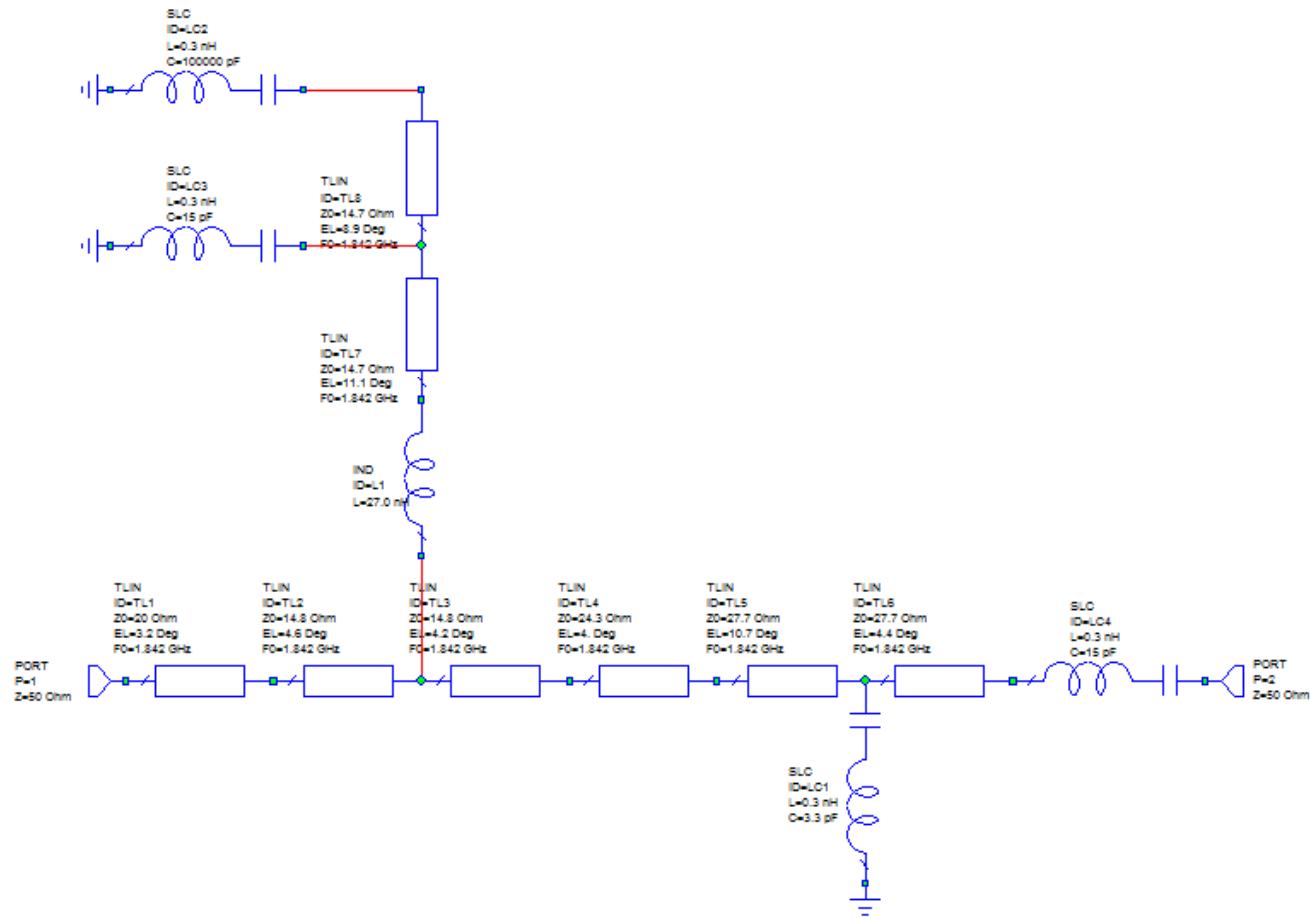 SLC
ID=LC2
L=0.3 nH
C=100000 pF
SLC
ID=LC3
L=0.3 nH
C=15 pF
TLIN
ID=TL8
Z0=14.7 Ohm
EL=8.9 Deg
F0=1.842 GHz
TLIN
ID=TL7
Z0=14.7 Ohm
EL=11.1 Deg
F0=1.842 GHz
IND
ID=L1
L=27.0 nH
PORT
P=1
Z=50 Ohm
TLIN
ID=TL1
Z0=20 Ohm
EL=3.2 Deg
F0=1.842 GHz
TLIN
ID=TL2
Z0=14.8 Ohm
EL=4.6 Deg
F0=1.842 GHz
TLIN
ID=TL3
Z0=14.8 Ohm
EL=4.2 Deg
F0=1.842 GHz
TLIN
ID=TL4
Z0=24.3 Ohm
EL=4. Deg
F0=1.842 GHz
TLIN
ID=TL5
Z0=27.7 Ohm
EL=10.7 Deg
F0=1.842 GHz
TLIN
ID=TL6
Z0=27.7 Ohm
EL=4.4 Deg
F0=1.842 GHz
SLC
ID=LC4
L=0.3 nH
C=15 pF
PORT
P=2
Z=50 Ohm
SLC
ID=LC1
L=0.3 nH
C=3.3 pF